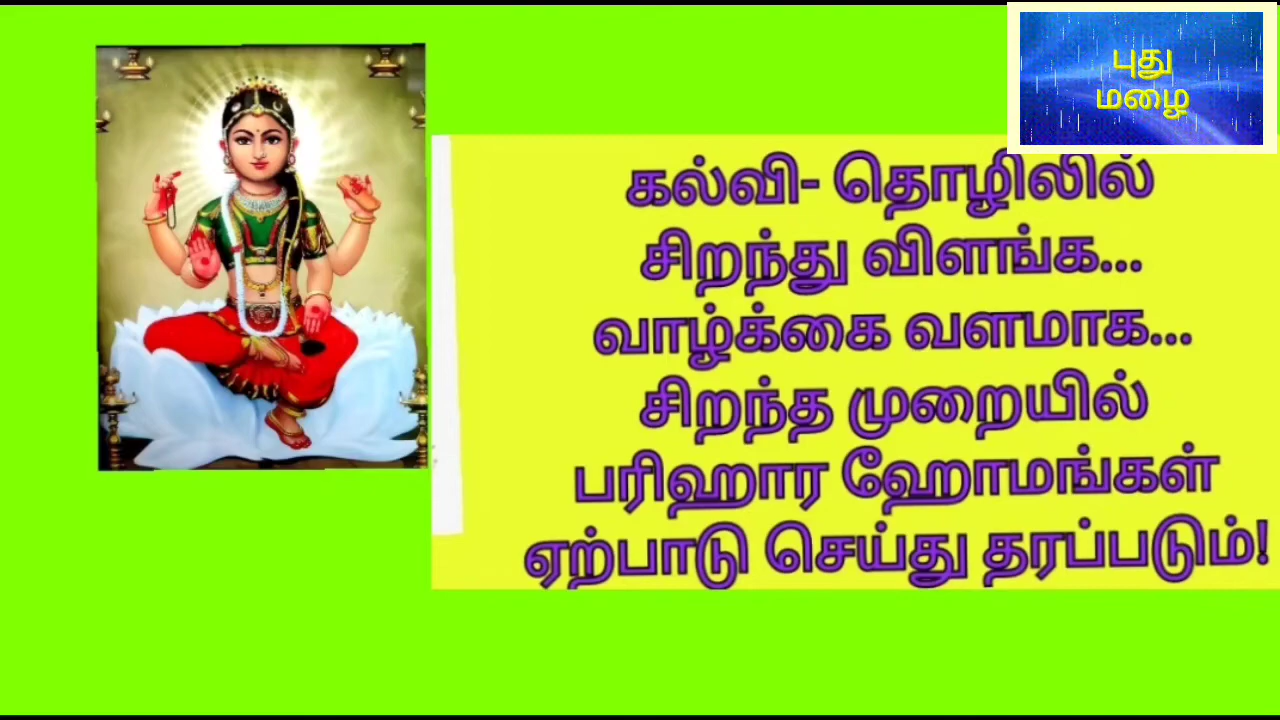 புது
மழை
கல்வி- தொழிலில்
சிறந்து விளங்க...
வாழ்க்கை வளமாக...
சிறந்த முறையில்
பரிஹார ஹோமங்கள்
ஏற்பாடு செய்து தரப்படும்!